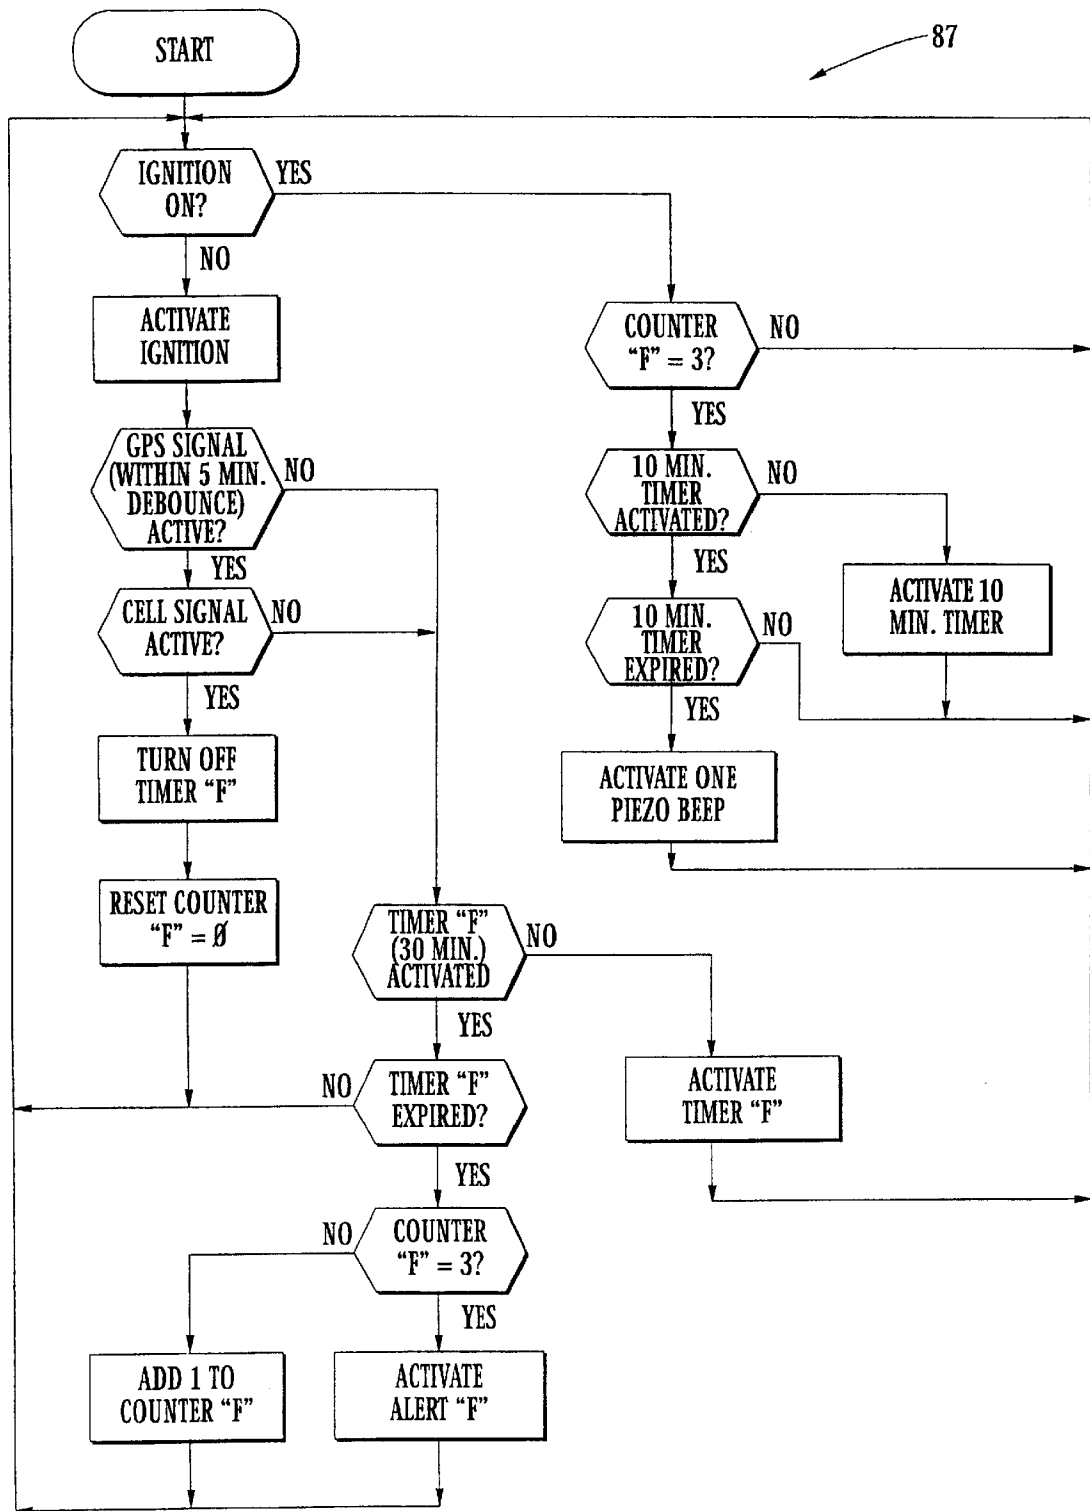 START
87
IGNITION
ON?
YES
NO
ACTIVATE
IGNITION
COUNTER
“F” = 3?
NO
YES
GPS SIGNAL
(WITHIN 5 MIN.
DEBOUNCE)
ACTIVE?
NO
YES
10 MIN.
TIMER
ACTIVATED?
NO
YES
ACTIVATE 10
MIN. TIMER
CELL SIGNAL
ACTIVE?
NO
YES
10 MIN.
TIMER
EXPIRED?
NO
YES
TURN OFF
TIMER “F”
ACTIVATE ONE
PIEZO BEEP
RESET COUNTER
“F” = Ø
TIMER “F”
(30 MIN.)
ACTIVATED
NO
YES
TIMER “F”
EXPIRED?
NO
YES
ACTIVATE
TIMER “F”
COUNTER
“F” = 3?
NO
YES
ADD 1 TO
COUNTER “F”
ACTIVATE
ALERT “F”